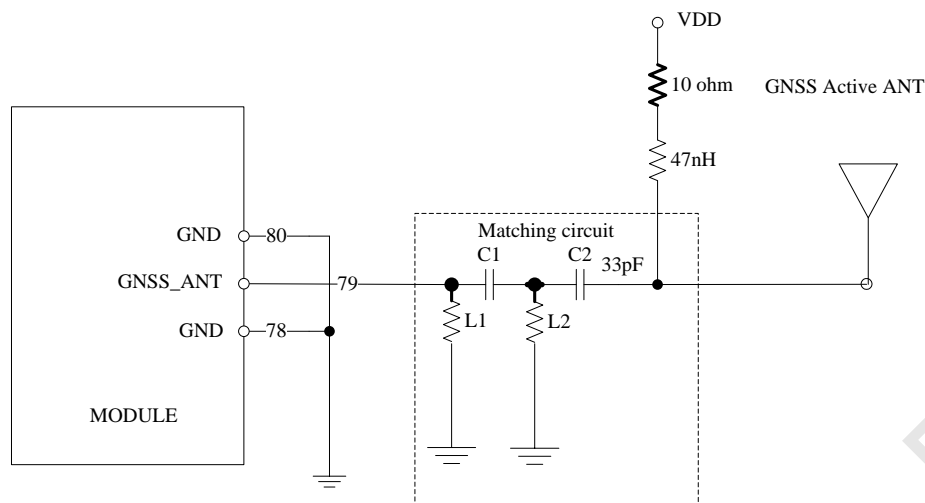 VDD
10 ohm
GNSS Active ANT
47nH
GND
80
Matching circuit
C1
C2
33pF
GNSS_ANT
79
L1
L2
GND
78
MODULE